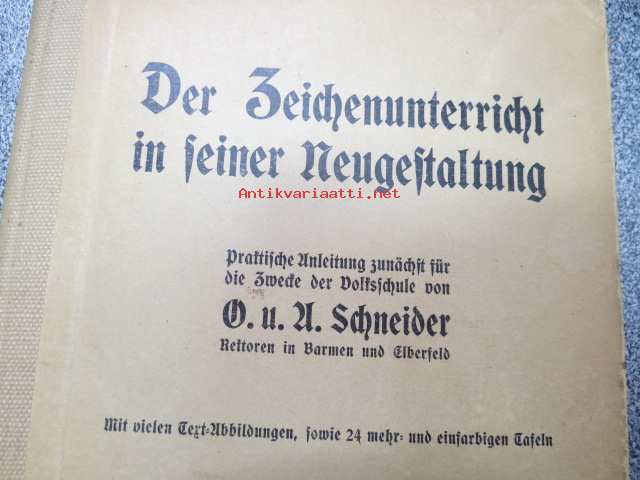 Der Zeichenunterricht
in seiner Neugestaltung
Antikvariaatti.net
Praktische Anleitung zunächst für
die Zwecke der Volksschule von
O. u. A. Schneider
Rektoren in Barmen und Elberfeld
Mit vielen Text-Abbildungen, sowie 24 mehr- und einfarbigen Tafeln